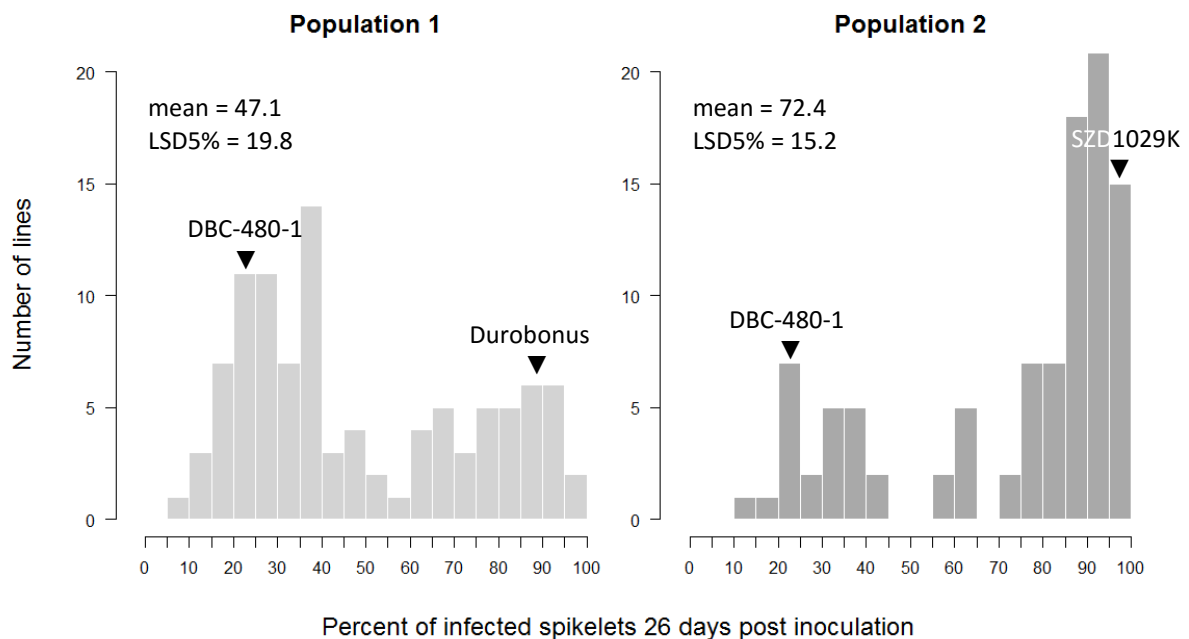 Population 1
Population 2
Number of lines
20
15
10
5
0
mean = 47.1
LSD5% = 19.8
DBC-480-1
Durobonus
0 10 20 30 40 50 60 70 80 90 100
20
15
10
5
0
mean = 72.4
LSD5% = 15.2
SZD1029K
DBC-480-1
0 10 20 30 40 50 60 70 80 90 100
Percent of infected spikelets 26 days post inoculation